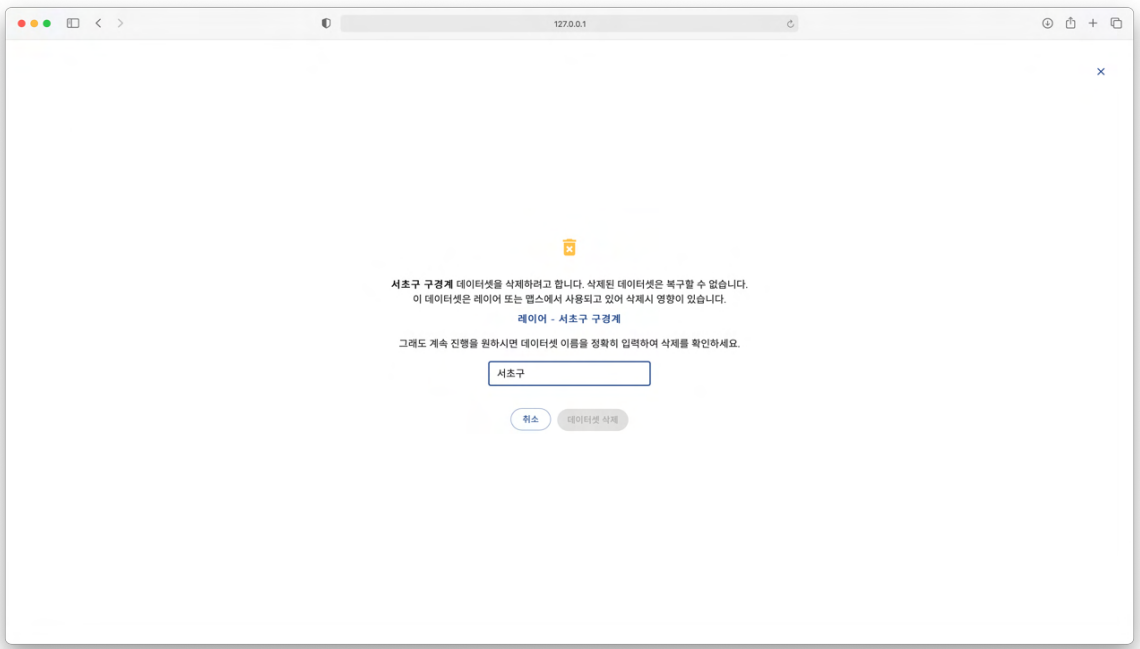 127.0.0.1
서초구 구경계 데이터셋을 삭제하려고 합니다. 삭제된 데이터셋은 복구할 수 없습니다.
이 데이터셋은 레이어 또는 맵스에서 사용되고 있어 삭제시 영향이 있습니다.
레이어 - 서초구 구경계
그래도 계속 진행을 원하시면 데이터셋 이름을 정확히 입력하여 삭제를 확인하세요.
서초구
취소 데이터셋 삭제